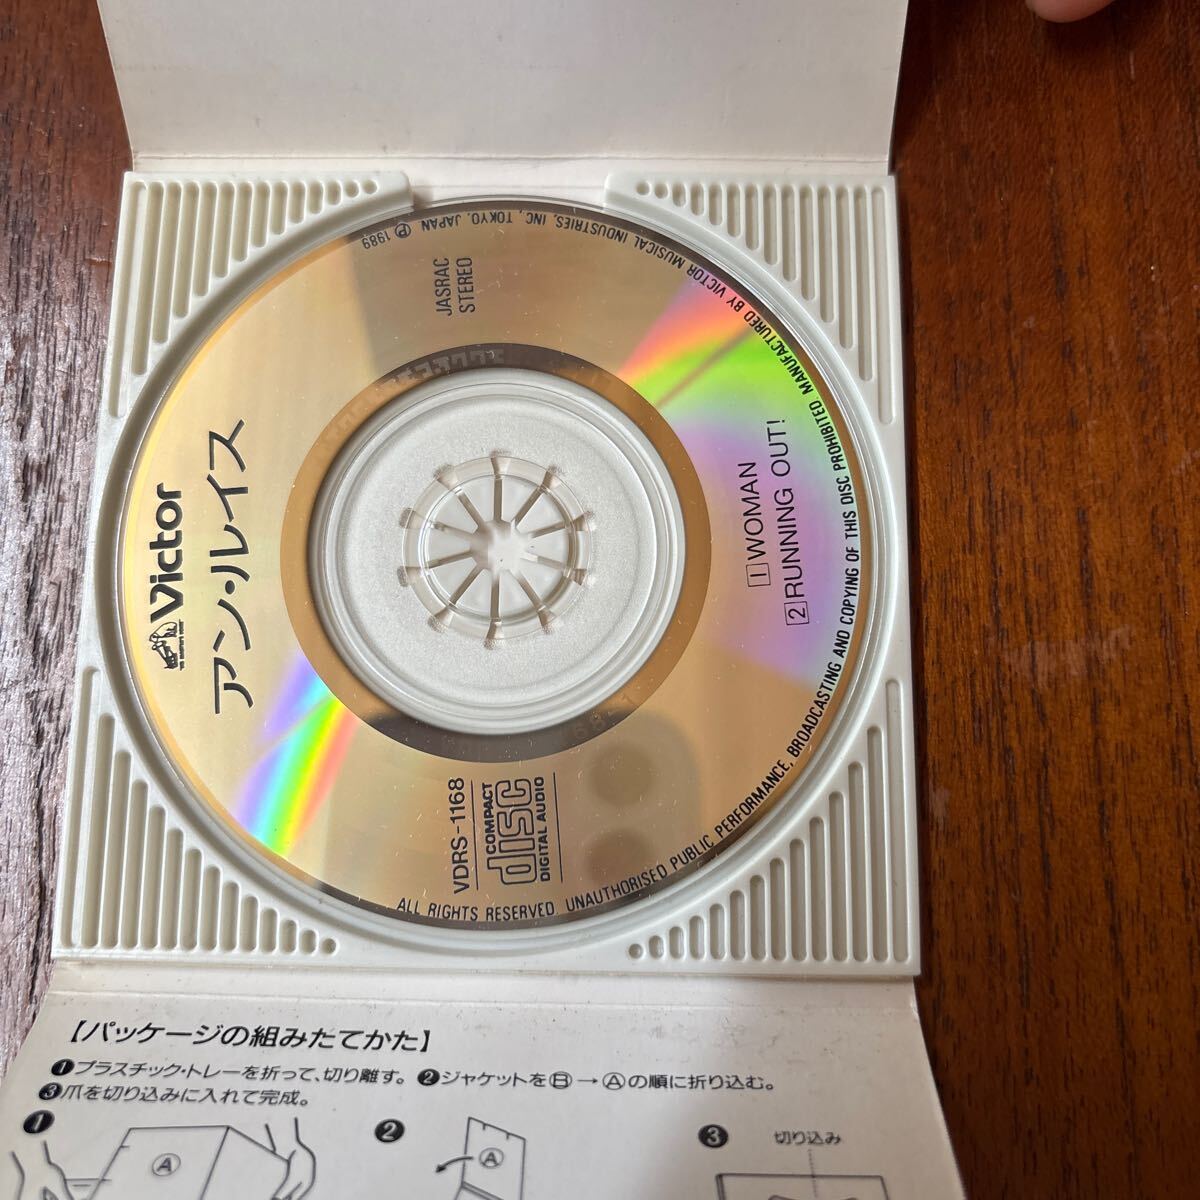 Victor
アン・ルイス
JASRAC
STEREO
1 WOMAN
2 RUNNING OUT!
VDRS-1168
COMPACT
disc
DIGITAL AUDIO
ALL RIGHTS RESERVED. UNAUTHORISED PUBLIC PERFORMANCE, BROADCASTING AND COPYING OF THIS DISC PROHIBITED. MANUFACTURED BY VICTOR MUSICAL INDUSTRIES, INC., TOKYO, JAPAN Ⓟ 1989
【パッケージの組みたてかた】
❶プラスチック・トレーを折って、切り離す。 ❷ジャケットをⒷ→Ⓐの順に折り込む。
❸爪を切り込みに入れて完成。
❶ ❷ ❸ 切り込み
Ⓐ Ⓐ